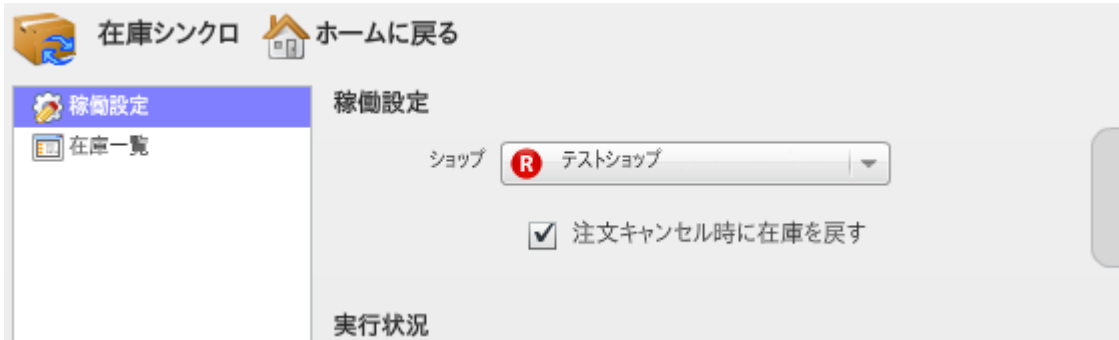 在庫シンクロ ホームに戻る
稼働設定
在庫一覧
稼働設定
ショップ R テストショップ
注文キャンセル時に在庫を戻す
実行状況